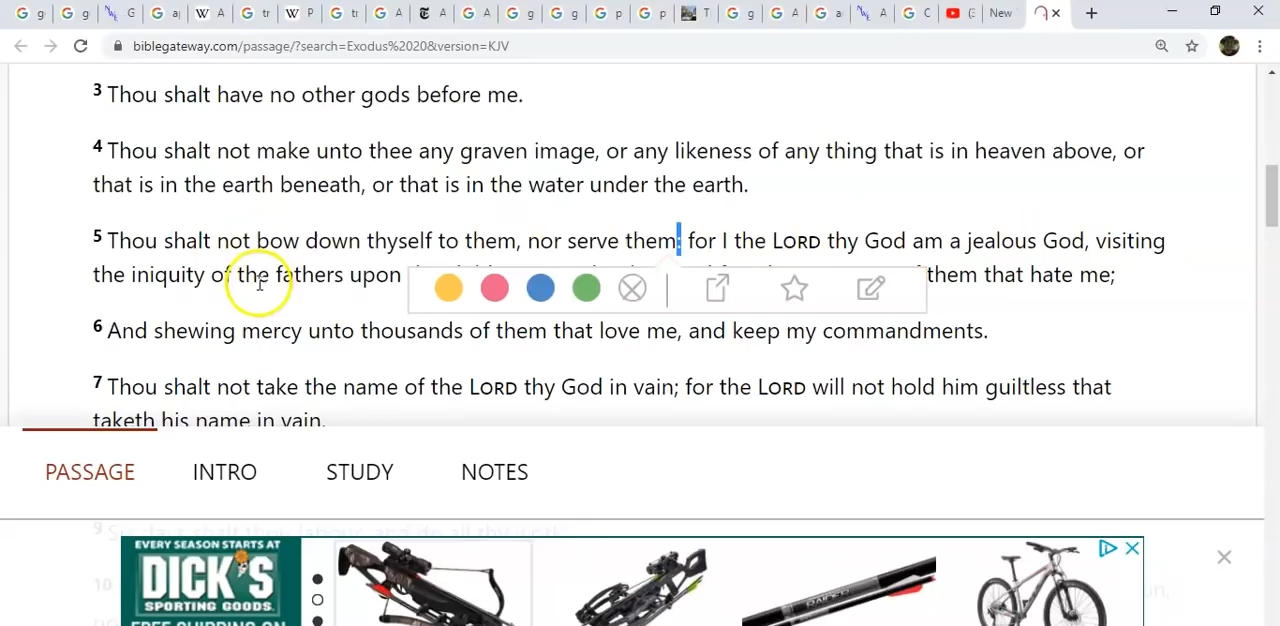 New
biblegateway.com/passage/?search=Exodus%2020&version=KJV
3 Thou shalt have no other gods before me.
4 Thou shalt not make unto thee any graven image, or any likeness of any thing that is in heaven above, or
that is in the earth beneath, or that is in the water under the earth.
5 Thou shalt not bow down thyself to them, nor serve them: for I the LORD thy God am a jealous God, visiting
the iniquity of the fathers upon of them that hate me;
6 And shewing mercy unto thousands of them that love me, and keep my commandments.
7 Thou shalt not take the name of the LORD thy God in vain; for the LORD will not hold him guiltless that
taketh his name in vain.
PASSAGE INTRO STUDY NOTES
9
10
EVERY SEASON STARTS AT
DICK'S
SPORTING GOODS.
FREE SHIPPING ON